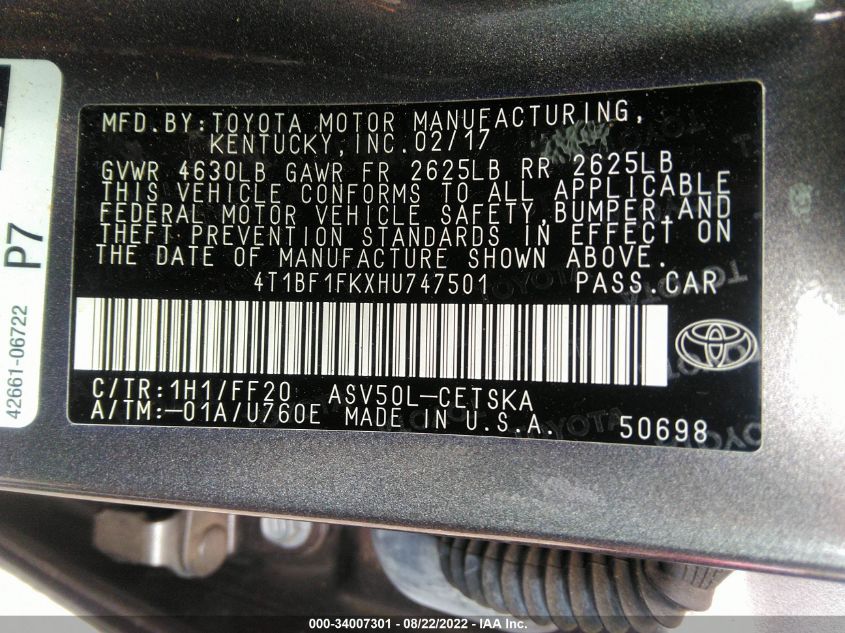 MFD.BY:TOYOTA MOTOR MANUFACTURING,
KENTUCKY,INC.02/17
GVWR 4630LB GAWR FR 2625LB RR 2625LB
THIS VEHICLE CONFORMS TO ALL APPLICABLE
FEDERAL MOTOR VEHICLE SAFETY,BUMPER,AND
THEFT PREVENTION STANDARDS IN EFFECT ON
THE DATE OF MANUFACTURE SHOWN ABOVE.
4T1BF1FKXHU747501 PASS.CAR
C/TR:1H1/FF20 ASV50L-CETSKA
A/TM:-01A/U760E MADE IN U.S.A. 50698
P7
42661-06722
000-34007301 - 08/22/2022 - IAA Inc.